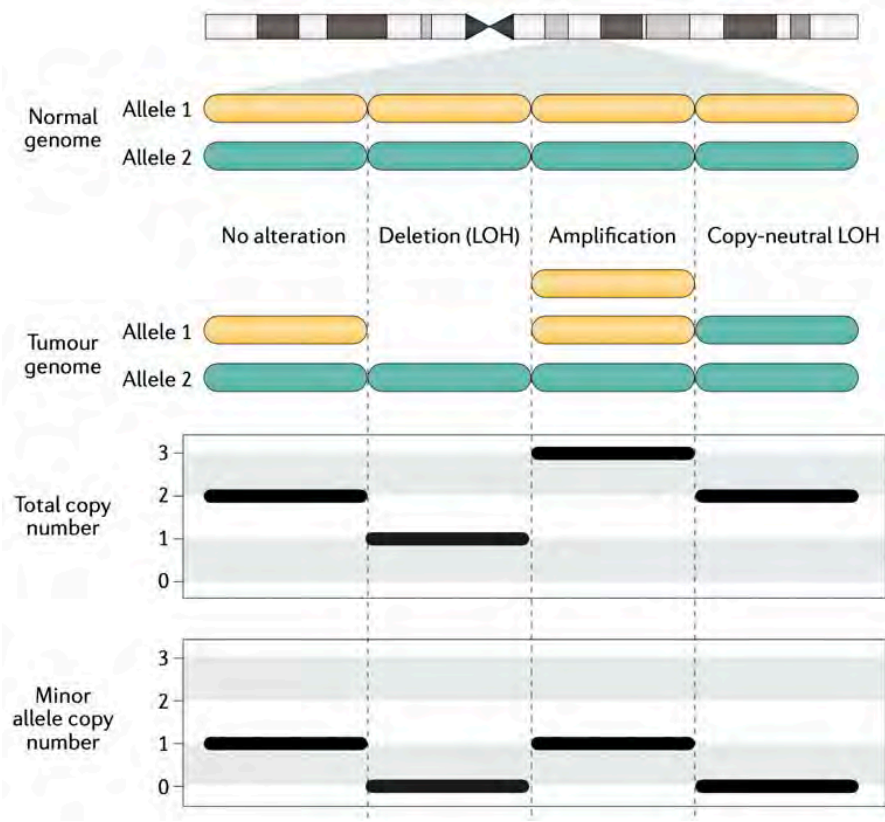 Normal
genome
Allele 1
Allele 2
No alteration
Deletion (LOH)
Amplification
Copy-neutral LOH
Tumour
genome
Allele 1
Allele 2
Total copy
number
3
2
1
0
Minor
allele copy
number
3
2
1
0